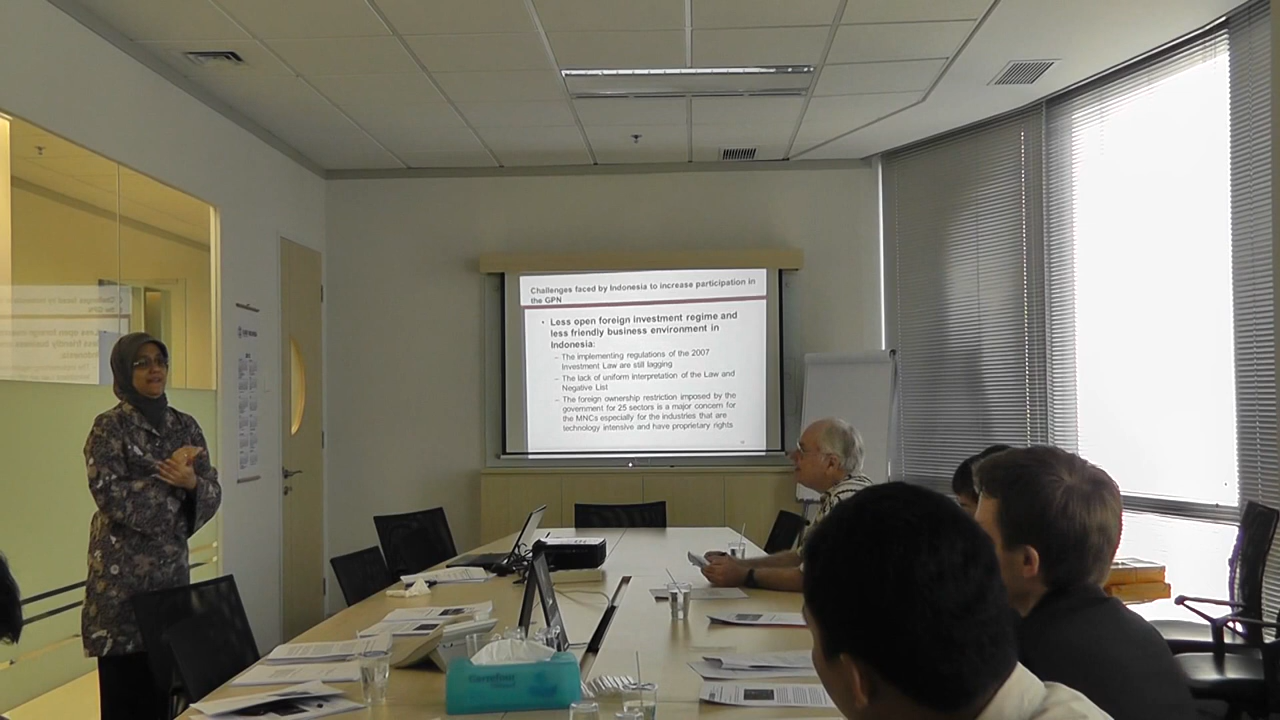 Challenges faced by Indonesia to increase participation in
the GPN
• Less open foreign investment regime and
less friendly business environment in
Indonesia:
– The implementing regulations of the 2007
Investment Law are still lagging
– The lack of uniform interpretation of the Law and
Negative List
– The foreign ownership restriction imposed by the
government for 25 sectors is a major concern for
the MNCs especially for the industries that are
technology intensive and have proprietary rights
Carrefour